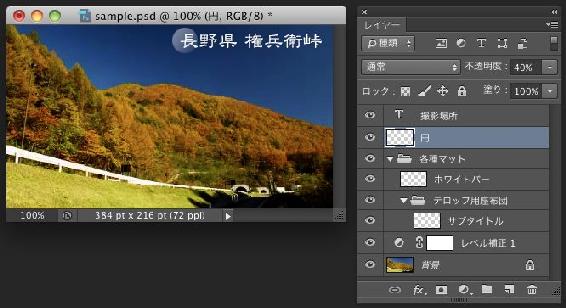 sample.psd @ 100% (円, RGB/8) *
長野県 権兵衛峠
100%
384 pt x 216 pt (72 ppi)
レイヤー
種類
通常
不透明度: 40%
ロック:
塗り: 100%
T 撮影場所
円
各種マット
ホワイトバー
テロップ用座布団
サブタイトル
レベル補正 1
背景
fx